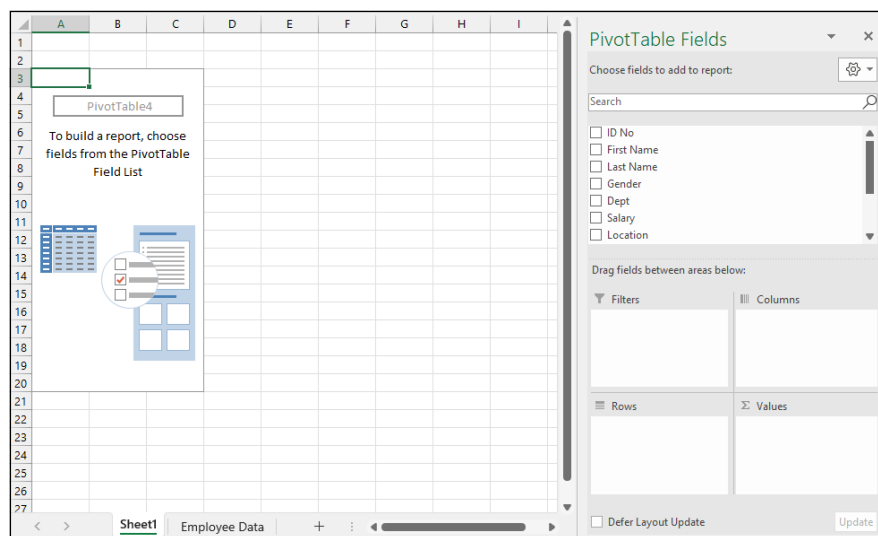 A B C D E F G H I
1
2
3
4
5
6
7
8
9
10
11
12
13
14
15
16
17
18
19
20
21
22
23
24
25
26
27
PivotTable4
To build a report, choose
fields from the PivotTable
Field List
Sheet1 Employee Data
PivotTable Fields
Choose fields to add to report:
Search
ID No
First Name
Last Name
Gender
Dept
Salary
Location
Drag fields between areas below:
Filters
Columns
Rows
Σ Values
Defer Layout Update
Update